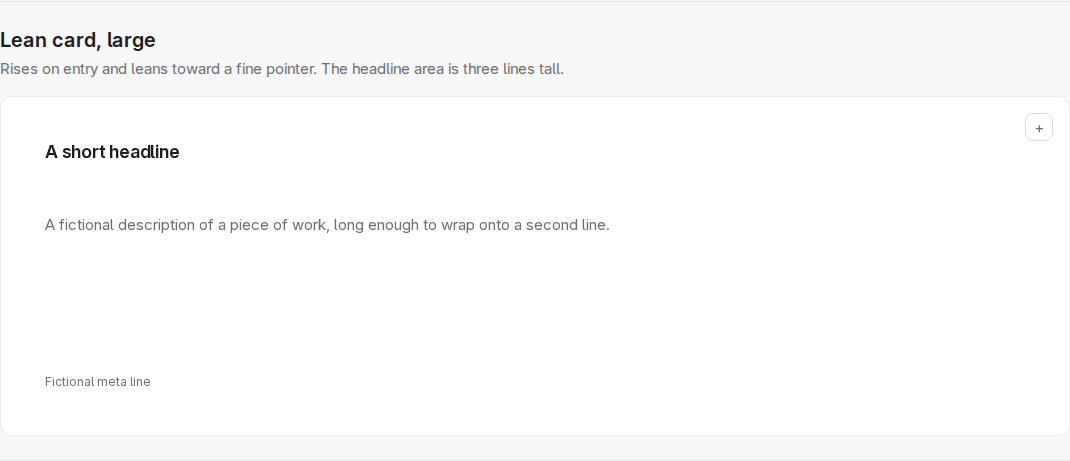 Lean card, large
Rises on entry and leans toward a fine pointer. The headline area is three lines tall.
+
A short headline
A fictional description of a piece of work, long enough to wrap onto a second line.
Fictional meta line